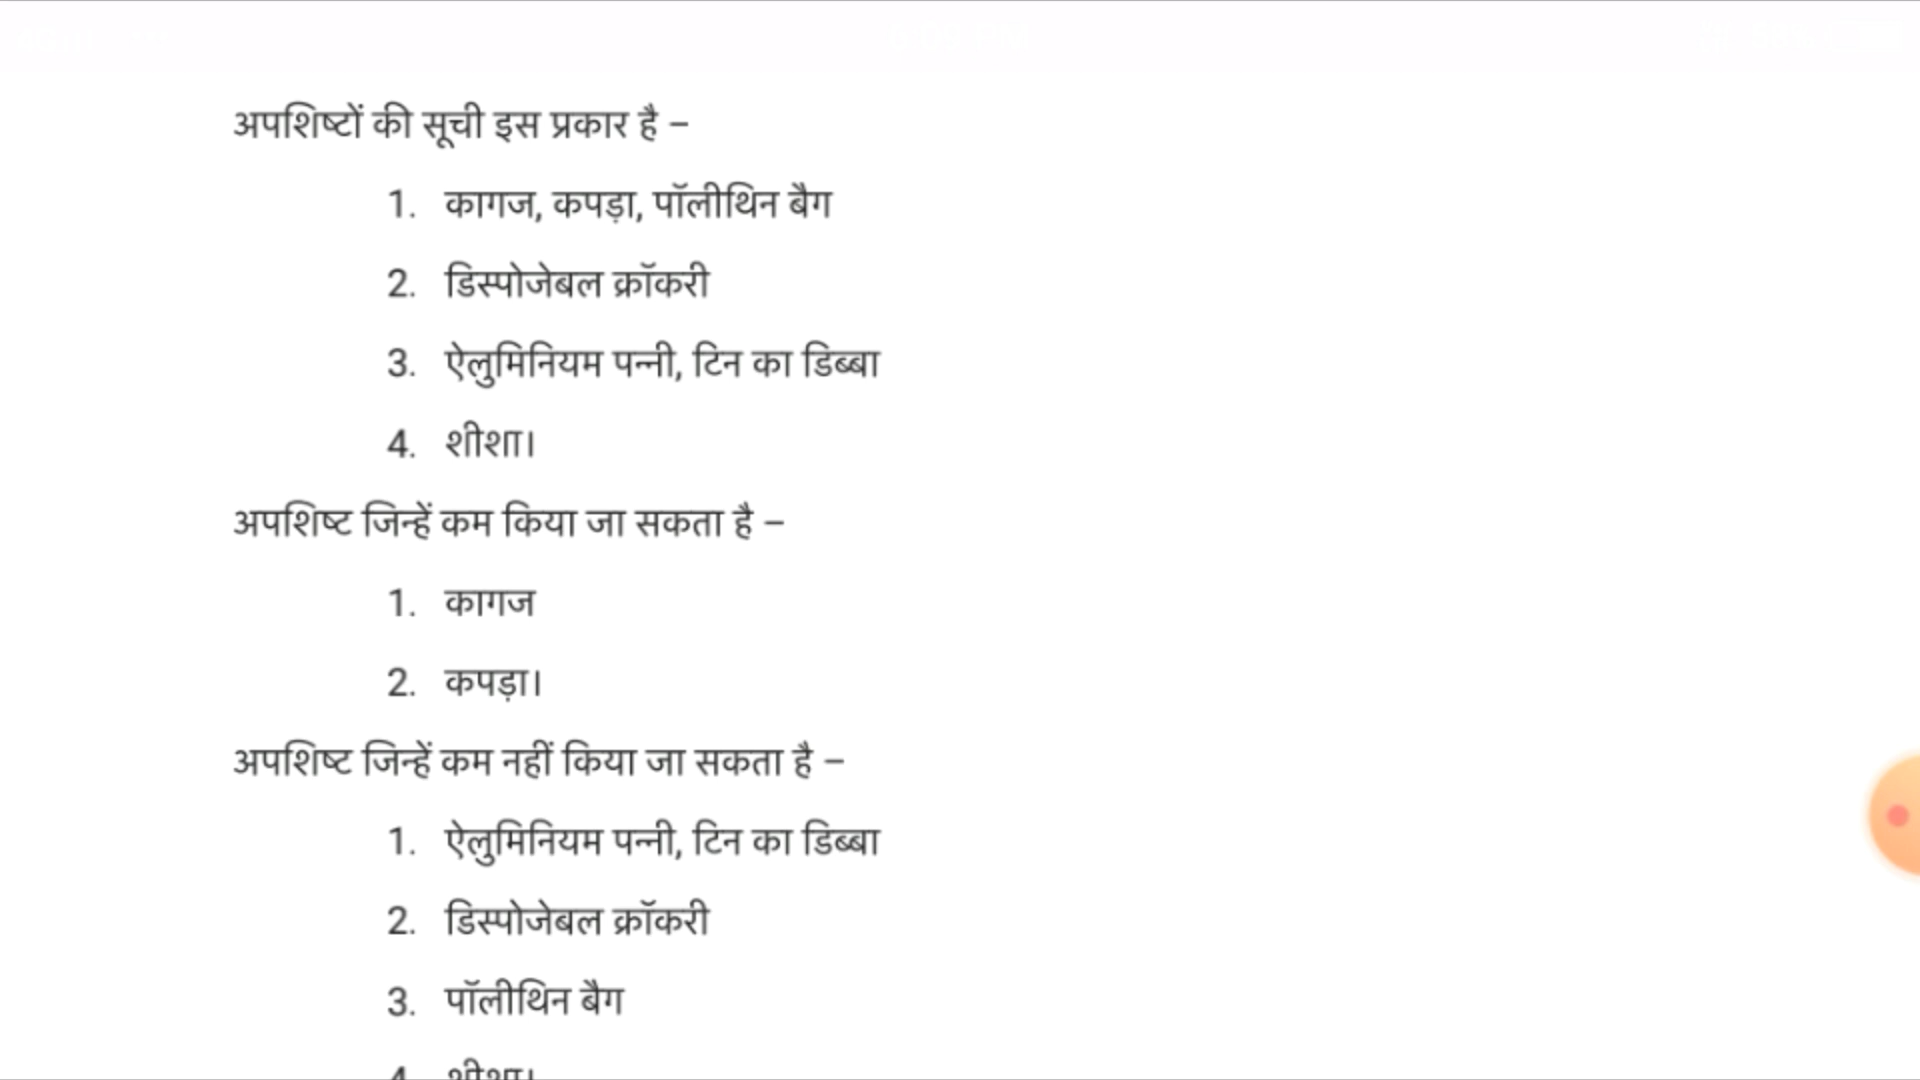 अपशिष्टों की सूची इस प्रकार है –
1. कागज, कपड़ा, पॉलीथिन बैग
2. डिस्पोजेबल क्रॉकरी
3. ऐलुमिनियम पन्नी, टिन का डिब्बा
4. शीशा।
अपशिष्ट जिन्हें कम किया जा सकता है –
1. कागज
2. कपड़ा।
अपशिष्ट जिन्हें कम नहीं किया जा सकता है –
1. ऐलुमिनियम पन्नी, टिन का डिब्बा
2. डिस्पोजेबल क्रॉकरी
3. पॉलीथिन बैग
4. शीशा।